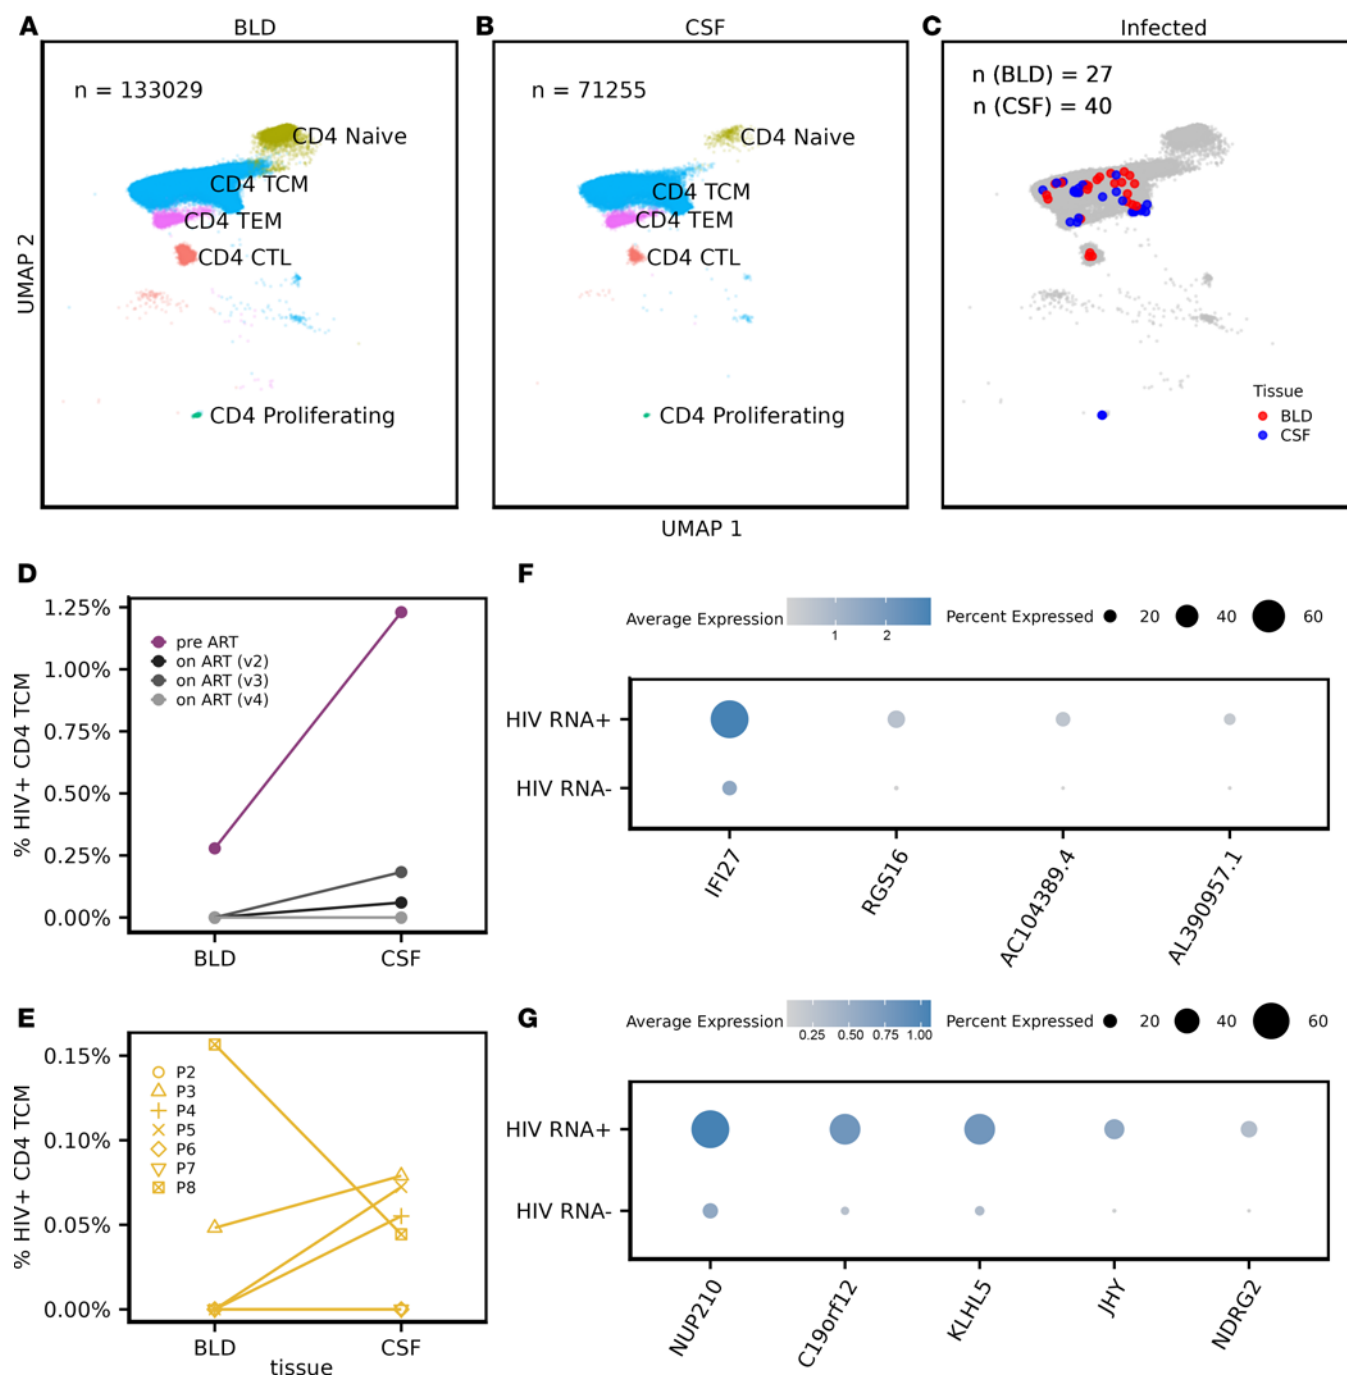 A BLD
B CSF
C Infected
n = 133029
CD4 Naive
CD4 TCM
CD4 TEM
CD4 CTL
CD4 Proliferating
n = 71255
CD4 Naive
CD4 TCM
CD4 TEM
CD4 CTL
CD4 Proliferating
n (BLD) = 27
n (CSF) = 40
Tissue
BLD
CSF
UMAP 2
UMAP 1
D
1.25%
1.00%
0.75%
0.50%
0.25%
0.00%
% HIV+ CD4 TCM
pre ART
on ART (v2)
on ART (v3)
on ART (v4)
BLD CSF
E
0.15%
0.10%
0.05%
0.00%
% HIV+ CD4 TCM
P2
P3
P4
P5
P6
P7
P8
BLD CSF
tissue
F
Average Expression
1 2
Percent Expressed 20 40 60
HIV RNA+
HIV RNA-
IFI27
RGS16
AC104389.4
AL390957.1
G
Average Expression
0.25 0.50 0.75 1.00
Percent Expressed 20 40 60
HIV RNA+
HIV RNA-
NUP210
C19orf12
KLHL5
JHY
NDRG2